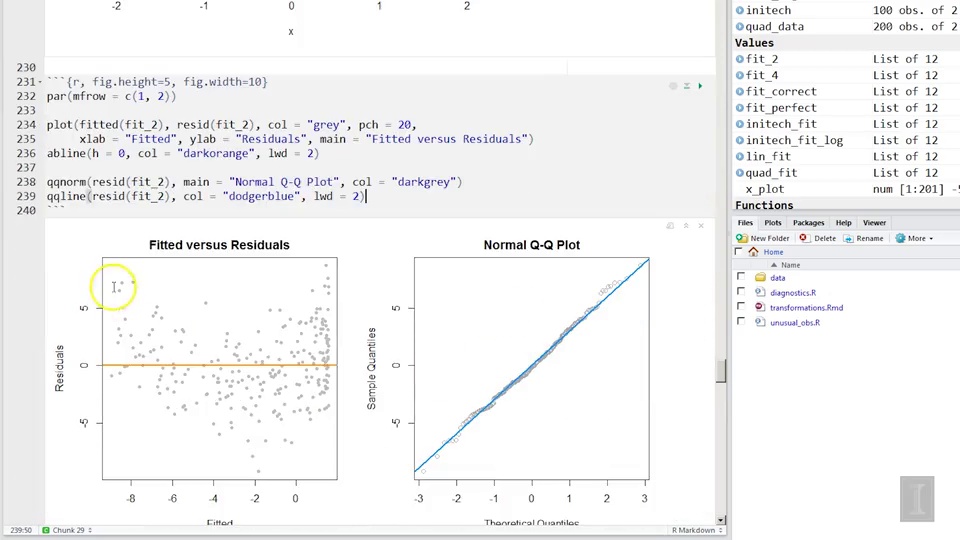 -2 -1 0 1 2
x
230
231 ```{r, fig.height=5, fig.width=10}
232 par(mfrow = c(1, 2))
233
234 plot(fitted(fit_2), resid(fit_2), col = "grey", pch = 20,
235 xlab = "Fitted", ylab = "Residuals", main = "Fitted versus Residuals")
236 abline(h = 0, col = "darkorange", lwd = 2)
237
238 qqnorm(resid(fit_2), main = "Normal Q-Q Plot", col = "darkgrey")
239 qqline(resid(fit_2), col = "dodgerblue", lwd = 2)
240 ```
Fitted versus Residuals
Residuals
5
0
-5
-8 -6 -4 -2 0
Fitted
Normal Q-Q Plot
Sample Quantiles
5
0
-5
-3 -2 -1 0 1 2 3
Theoretical Quantiles
239:50 C Chunk 29 R Markdown
initech 100 obs. of 2
quad_data 200 obs. of 2
Values
fit_2 List of 12
fit_4 List of 12
fit_correct List of 12
fit_perfect List of 12
initech_fit List of 12
initech_fit_log List of 12
lin_fit List of 12
quad_fit List of 12
x_plot num [1:201] -5
Functions
Files Plots Packages Help Viewer
New Folder Delete Rename More
Home
Name
data
diagnostics.R
transformations.Rmd
unusual_obs.R
I